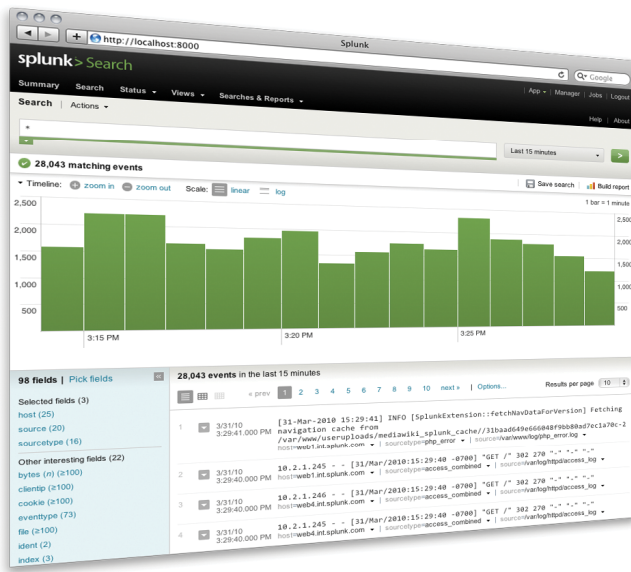 Splunk
http://localhost:8000
Google
splunk>Search
App | Manager | Jobs | Logout
Summary Search Status Views Searches & Reports
Help | About
Search | Actions
*
Last 15 minutes
>
28,043 matching events
Save search | Build report
Timeline: zoom in zoom out Scale: linear log
1 bar = 1 minute
2,500 2,500
2,000 2,000
1,500 1,500
1,000 1,000
500 500
3:15 PM 3:20 PM 3:25 PM
98 fields | Pick fields «
Selected fields (3)
host (25)
source (20)
sourcetype (16)
Other interesting fields (22)
bytes (n) (≥100)
clientip (≥100)
cookie (≥100)
eventtype (73)
file (≥100)
ident (2)
index (3)
28,043 events in the last 15 minutes
« prev 1 2 3 4 5 6 7 8 9 10 next » | Options... Results per page 10
1 3/31/10 3:29:41.000 PM
[31-Mar-2010 15:29:41] INFO [SplunkExtension::fetchNavDataForVersion] Fetching
navigation cache from
/var/www/useruploads/mediawiki_splunk_cache//31baad649e666048f9bb80ad7ec1a70c-2
host=web1.int.splunk.com | sourcetype=php_error | source=/var/www/log/php_error.log
2 3/31/10 3:29:40.000 PM
10.2.1.245 - - [31/Mar/2010:15:29:40 -0700] "GET /" 302 270 "-" "-" "-"
host=web1.int.splunk.com | sourcetype=access_combined | source=/var/log/httpd/access_log
3 3/31/10 3:29:40.000 PM
10.2.1.246 - - [31/Mar/2010:15:29:40 -0700] "GET /" 302 270 "-" "-" "-"
host=web4.int.splunk.com | sourcetype=access_combined | source=/var/log/httpd/access_log
4 3/31/10 3:29:40.000 PM
10.2.1.245 - - [31/Mar/2010:15:29:40 -0700] "GET /" 302 270 "-" "-" "-"
host=web4.int.splunk.com | sourcetype=access_combined | source=/var/log/httpd/access_log